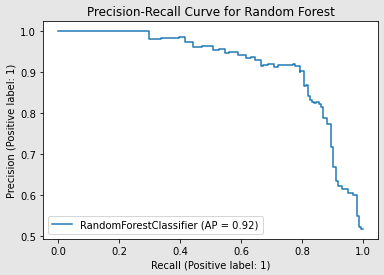 Precision-Recall Curve for Random Forest
1.0
0.9
0.8
0.7
0.6
0.5
Precision (Positive label: 1)
RandomForestClassifier (AP = 0.92)
0.0 0.2 0.4 0.6 0.8 1.0
Recall (Positive label: 1)